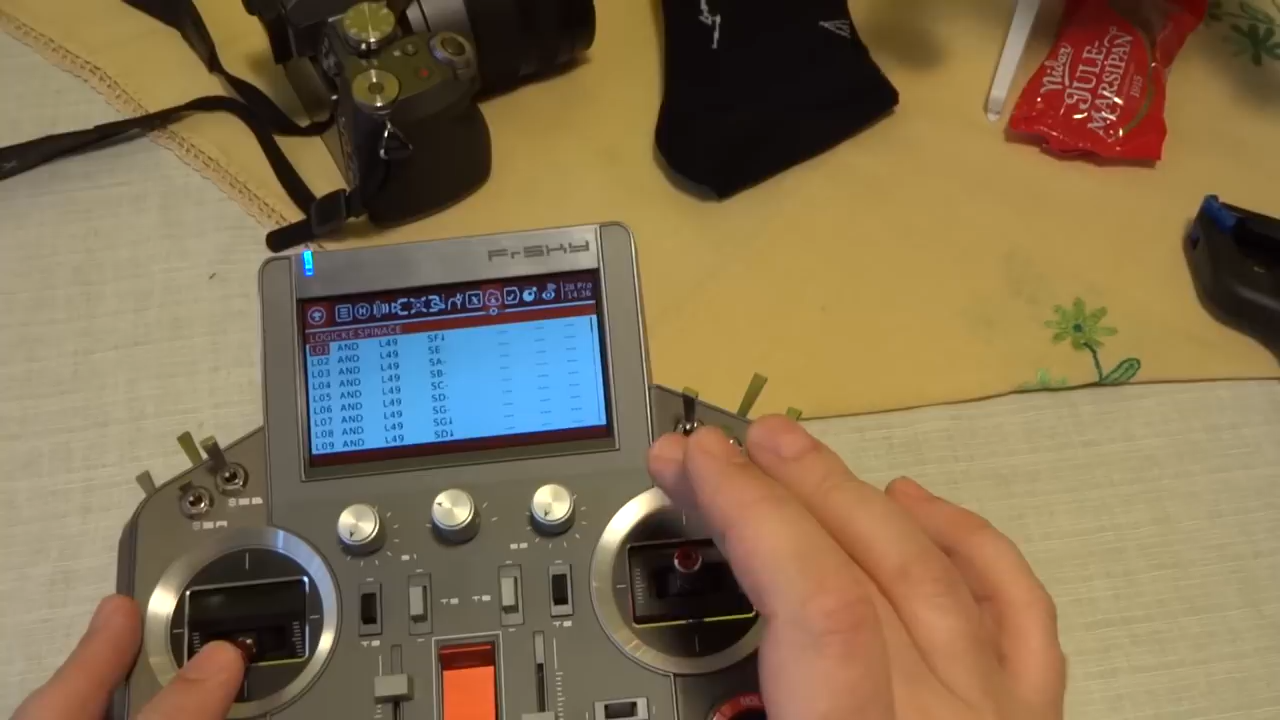 Nidar
JULE-
MARSIPAN
1915
FrSky
28 Pro
14:36
LOGICKÉ SPÍNAČE
L01 AND L49 SF↓ --- --- ---
L02 AND L49 SE- --- --- ---
L03 AND L49 SA- --- --- ---
L04 AND L49 SB- --- --- ---
L05 AND L49 SC- --- --- ---
L06 AND L49 SD- --- --- ---
L07 AND L49 SG- --- --- ---
L08 AND L49 SG↓ --- --- ---
L09 AND L49 SD↓ --- --- ---